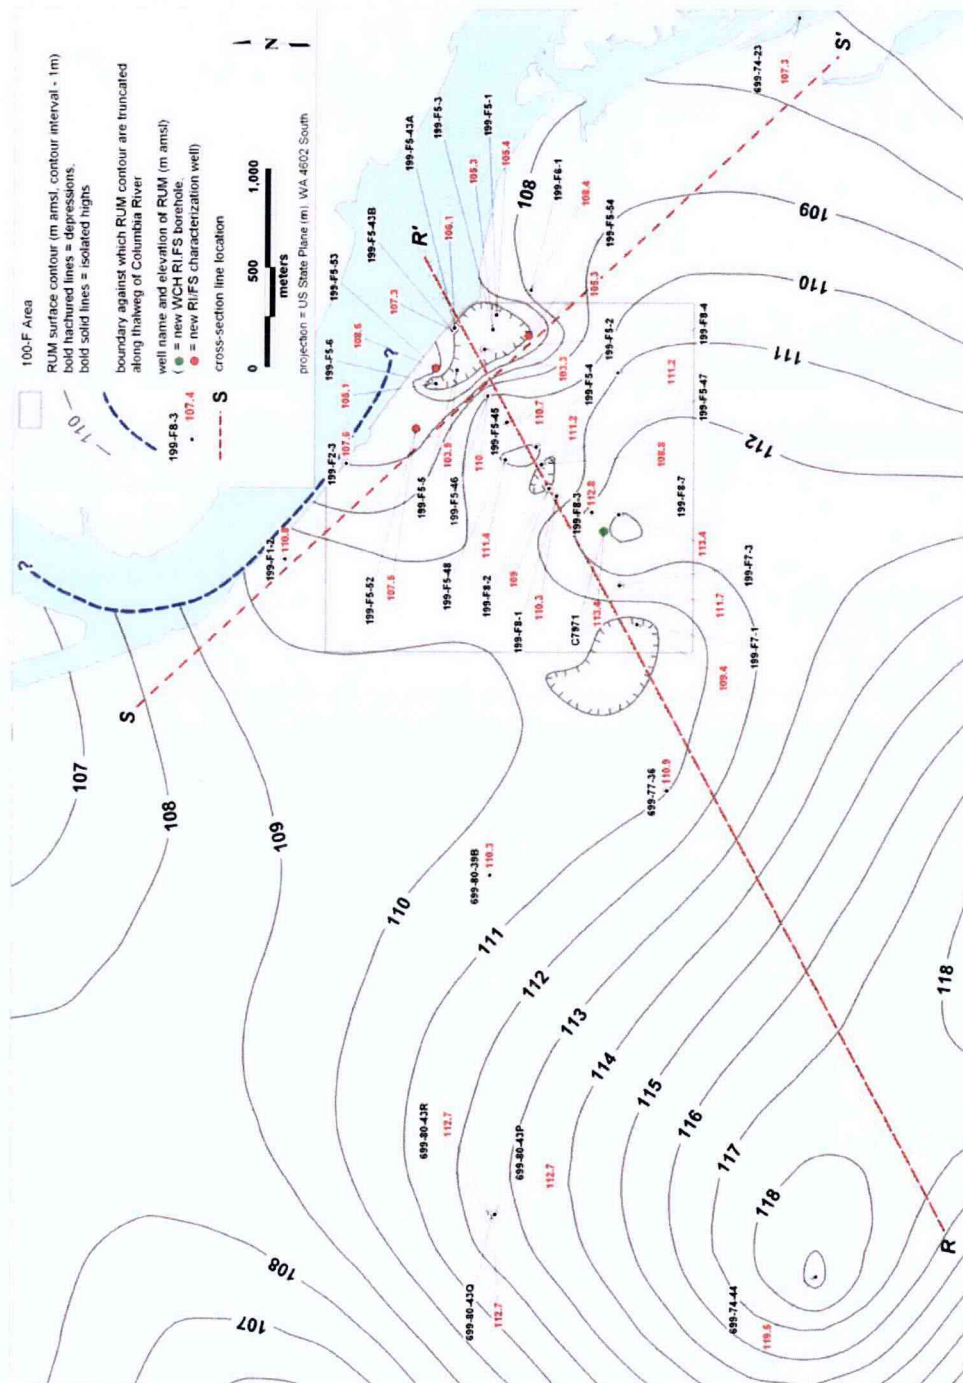 100-F Area
110
RUM surface contour (m amsl, contour interval - 1m)
bold hachured lines = depressions,
bold solid lines = isolated highs
boundary against which RUM contour are truncated
along thalweg of Columbia River
199-F8-3
107.4
well name and elevation of RUM (m amsl)
( = new WCH RI.FS borehole,
= new RI/FS characterization well)
S
cross-section line location
0
500
1,000
meters
projection = US State Plane (m), WA 4602 South
N
?
?
S
S'
R
R'
107
108
109
110
111
112
113
114
115
116
117
118
118
108
107
108
109
110
111
112
199-F1-2
110.8
199-F2-3
107.6
199-F5-6
199-F5-53
108.6
199-F5-43B
107.3
199-F5-43A
106.1
199-F5-3
105.3
199-F5-1
105.4
199-F6-1
108.4
199-F5-54
199-F5-2
103.3
199-F5-4
199-F8-4
111.2
199-F5-47
108.8
199-F8-7
113.4
199-F7-3
111.7
199-F7-1
109.4
199-F5-5
103.9
199-F5-46
110
199-F5-45
110.7
111.2
199-F5-52
107.5
199-F5-48
111.4
199-F8-2
109
199-F8-1
110.3
199-F8-3
112.8
C7971
113.4
699-77-36
110.9
699-80-39B
110.3
699-80-43R
112.7
699-80-43P
112.7
699-80-43Q
112.7
699-74-44
119.5
699-74-23
107.3